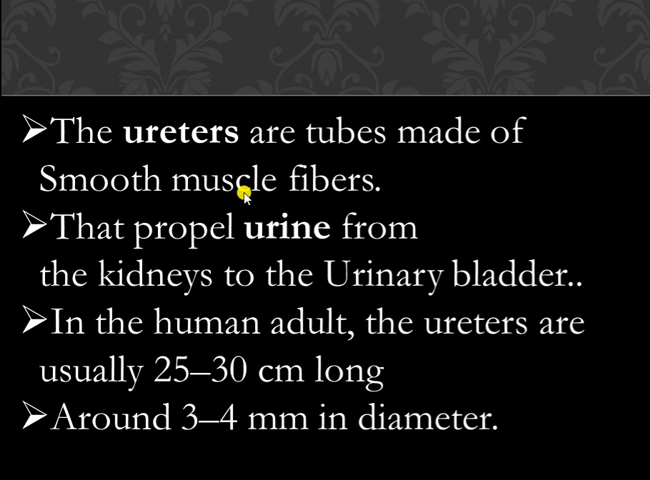 ➢The ureters are tubes made of
Smooth muscle fibers.
➢That propel urine from
the kidneys to the Urinary bladder..
➢In the human adult, the ureters are
usually 25–30 cm long
➢Around 3–4 mm in diameter.